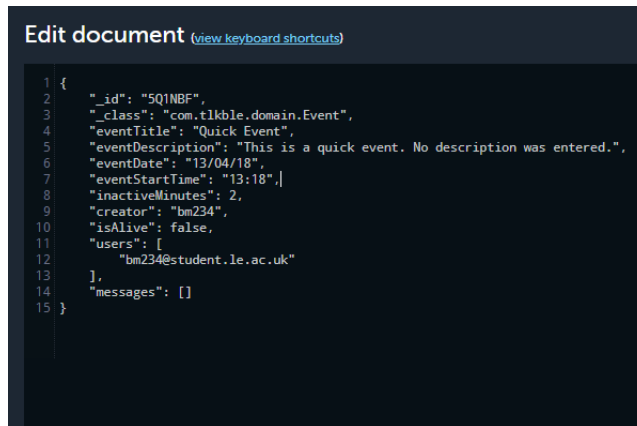 Edit document (view keyboard shortcuts)
1 {
2     "_id": "5Q1NBF",
3     "_class": "com.tlkble.domain.Event",
4     "eventTitle": "Quick Event",
5     "eventDescription": "This is a quick event. No description was entered.",
6     "eventDate": "13/04/18",
7     "eventStartTime": "13:18",
8     "inactiveMinutes": 2,
9     "creator": "bm234",
10     "isAlive": false,
11     "users": [
12         "bm234@student.le.ac.uk"
13     ],
14     "messages": []
15 }